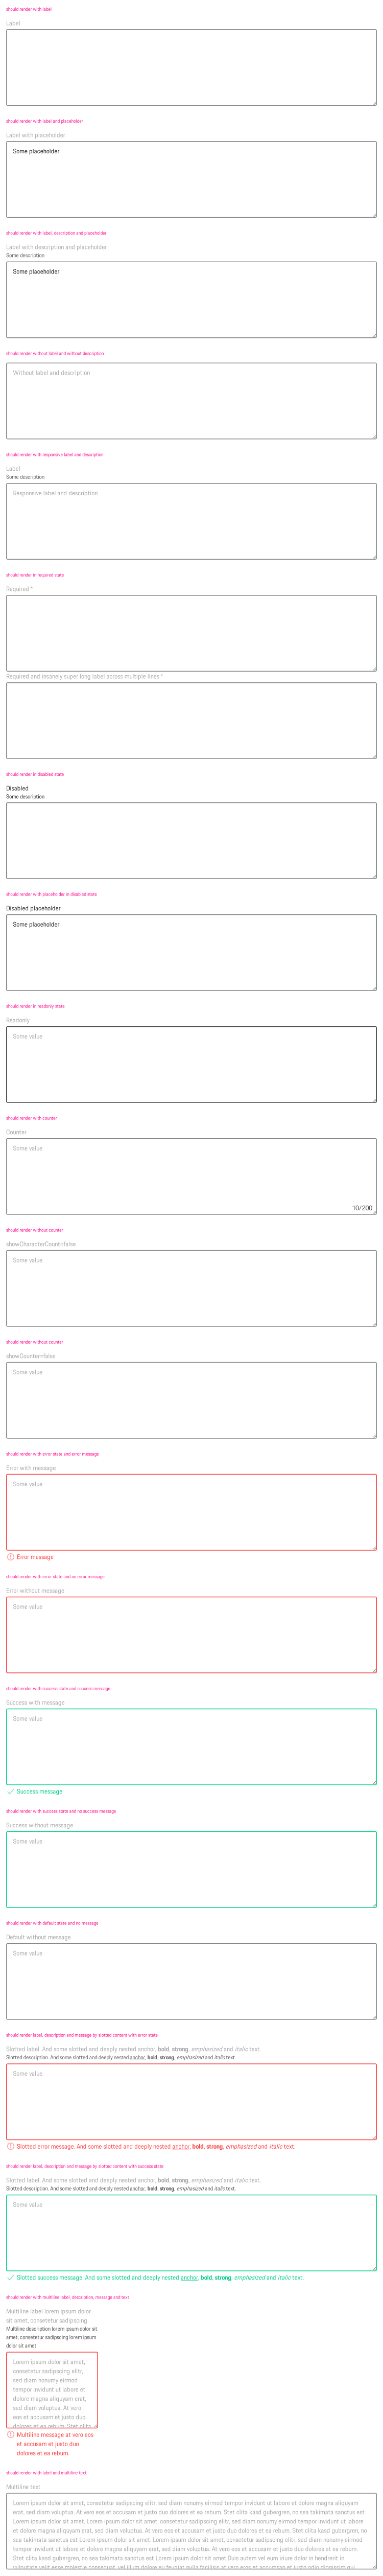 should render with label
Label
should render with label and placeholder
Label with placeholder
Some placeholder
should render with label, description and placeholder
Label with description and placeholder
Some description
Some placeholder
should render without label and without description
Without label and description
should render with responsive label and description
Label
Some description
Responsive label and description
should render in required state
Required *
Required and insanely super long label across multiple lines *
should render in disabled state
Disabled
Some description
should render with placeholder in disabled state
Disabled placeholder
Some placeholder
should render in readonly state
Readonly
Some value
should render with counter
Counter
Some value
10/200
should render without counter
showCharacterCount=false
Some value
should render without counter
showCounter=false
Some value
should render with error state and error message
Error with message
Some value
Error message
should render with error state and no error message
Error without message
Some value
should render with success state and success message
Success with message
Some value
Success message
should render with success state and no success message
Success without message
Some value
should render with default state and no message
Default without message
Some value
should render label, description and message by slotted content with error state
Slotted label. And some slotted and deeply nested anchor, bold, strong, emphasized and italic text.
Slotted description. And some slotted and deeply nested anchor, bold, strong, emphasized and italic text.
Some value
Slotted error message. And some slotted and deeply nested anchor, bold, strong, emphasized and italic text.
should render label, description and message by slotted content with success state
Slotted label. And some slotted and deeply nested anchor, bold, strong, emphasized and italic text.
Slotted description. And some slotted and deeply nested anchor, bold, strong, emphasized and italic text.
Some value
Slotted success message. And some slotted and deeply nested anchor, bold, strong, emphasized and italic text.
should render with multiline label, description, message and text
Multiline label lorem ipsum dolor
sit amet, consetetur sadipscing
Multiline description lorem ipsum dolor sit
amet, consetetur sadipscing lorem ipsum
dolor sit amet
Lorem ipsum dolor sit amet,
consetetur sadipscing elitr,
sed diam nonumy eirmod
tempor invidunt ut labore et
dolore magna aliquyam erat,
sed diam voluptua. At vero
eos et accusam et justo duo
dolores et ea rebum. Stet clita
Multiline message at vero eos
et accusam et justo duo
dolores et ea rebum.
should render with label and multiline text
Multiline text
Lorem ipsum dolor sit amet, consetetur sadipscing elitr, sed diam nonumy eirmod tempor invidunt ut labore et dolore magna aliquyam
erat, sed diam voluptua. At vero eos et accusam et justo duo dolores et ea rebum. Stet clita kasd gubergren, no sea takimata sanctus est
Lorem ipsum dolor sit amet. Lorem ipsum dolor sit amet, consetetur sadipscing elitr, sed diam nonumy eirmod tempor invidunt ut labore
et dolore magna aliquyam erat, sed diam voluptua. At vero eos et accusam et justo duo dolores et ea rebum. Stet clita kasd gubergren, no
sea takimata sanctus est Lorem ipsum dolor sit amet. Lorem ipsum dolor sit amet, consetetur sadipscing elitr, sed diam nonumy eirmod
tempor invidunt ut labore et dolore magna aliquyam erat, sed diam voluptua. At vero eos et accusam et justo duo dolores et ea rebum.
Stet clita kasd gubergren, no sea takimata sanctus est Lorem ipsum dolor sit amet.Duis autem vel eum iriure dolor in hendrerit in